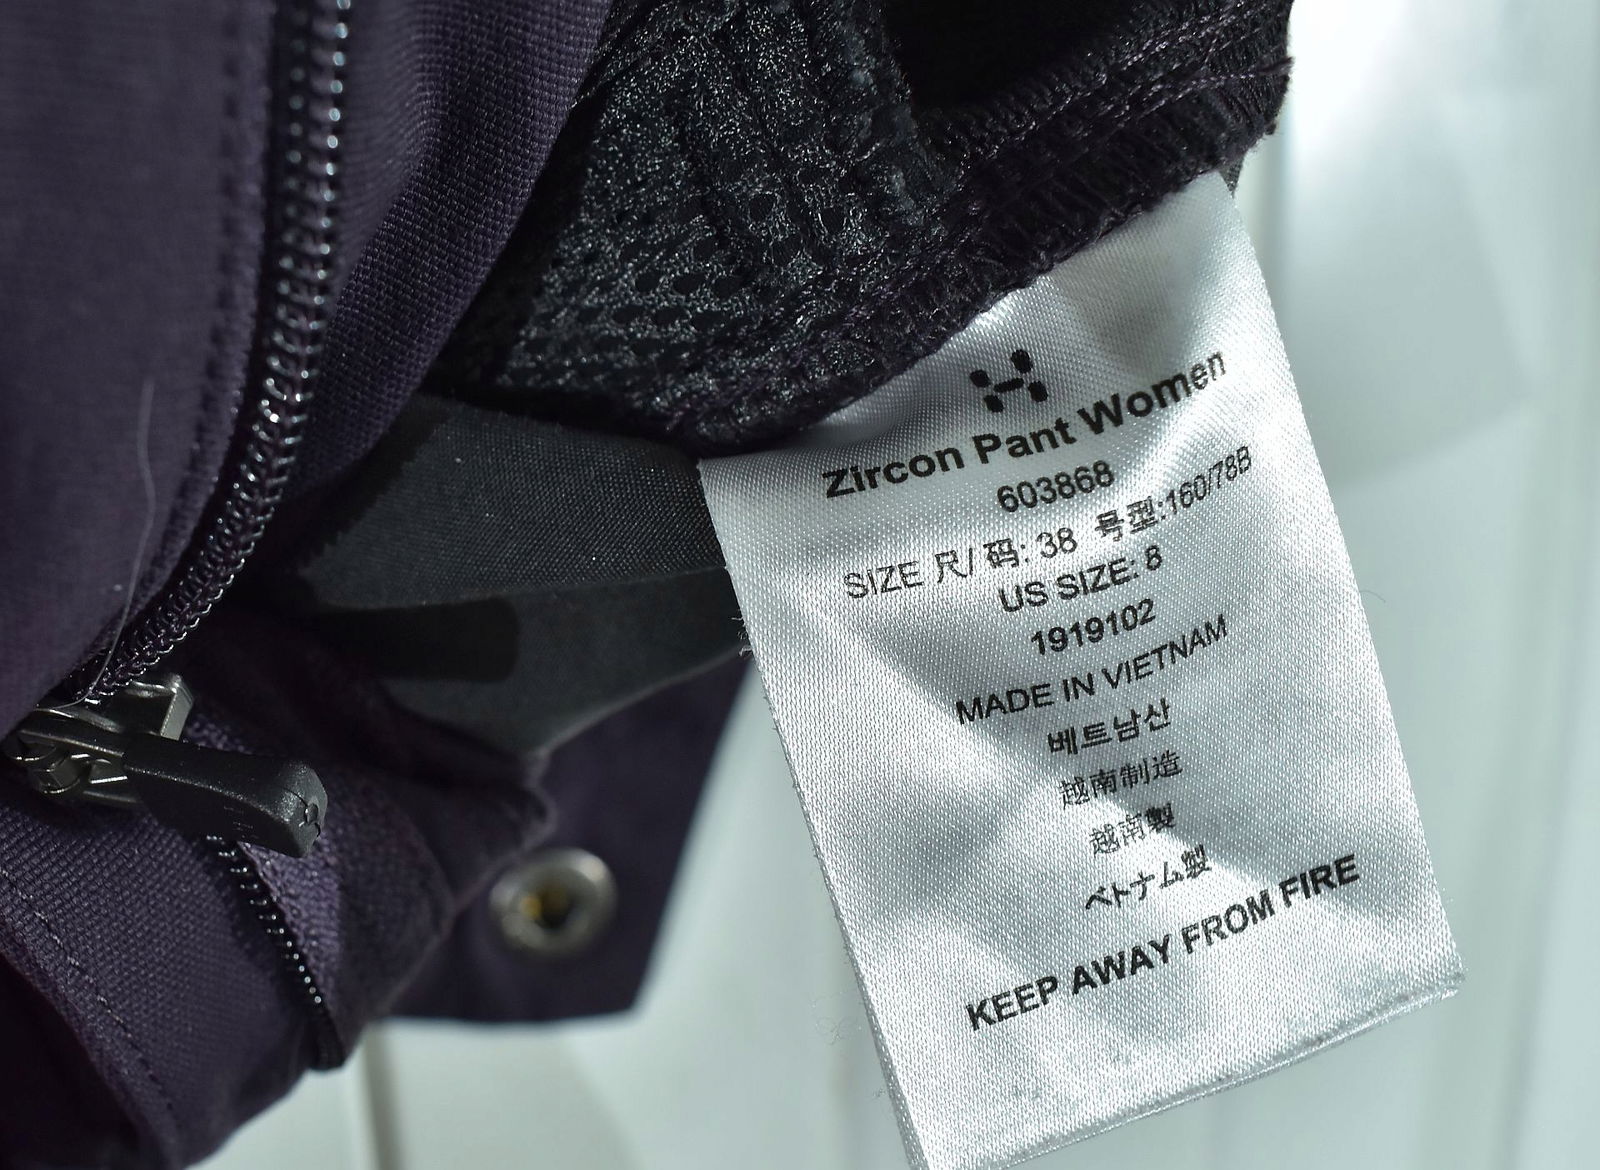 Zircon Pant Women
603868
SIZE 尺/ 码: 38 号型:160/78B
US SIZE: 8
1919102
MADE IN VIETNAM
베트남산
越南制造
越南製
ベトナム製
KEEP AWAY FROM FIRE